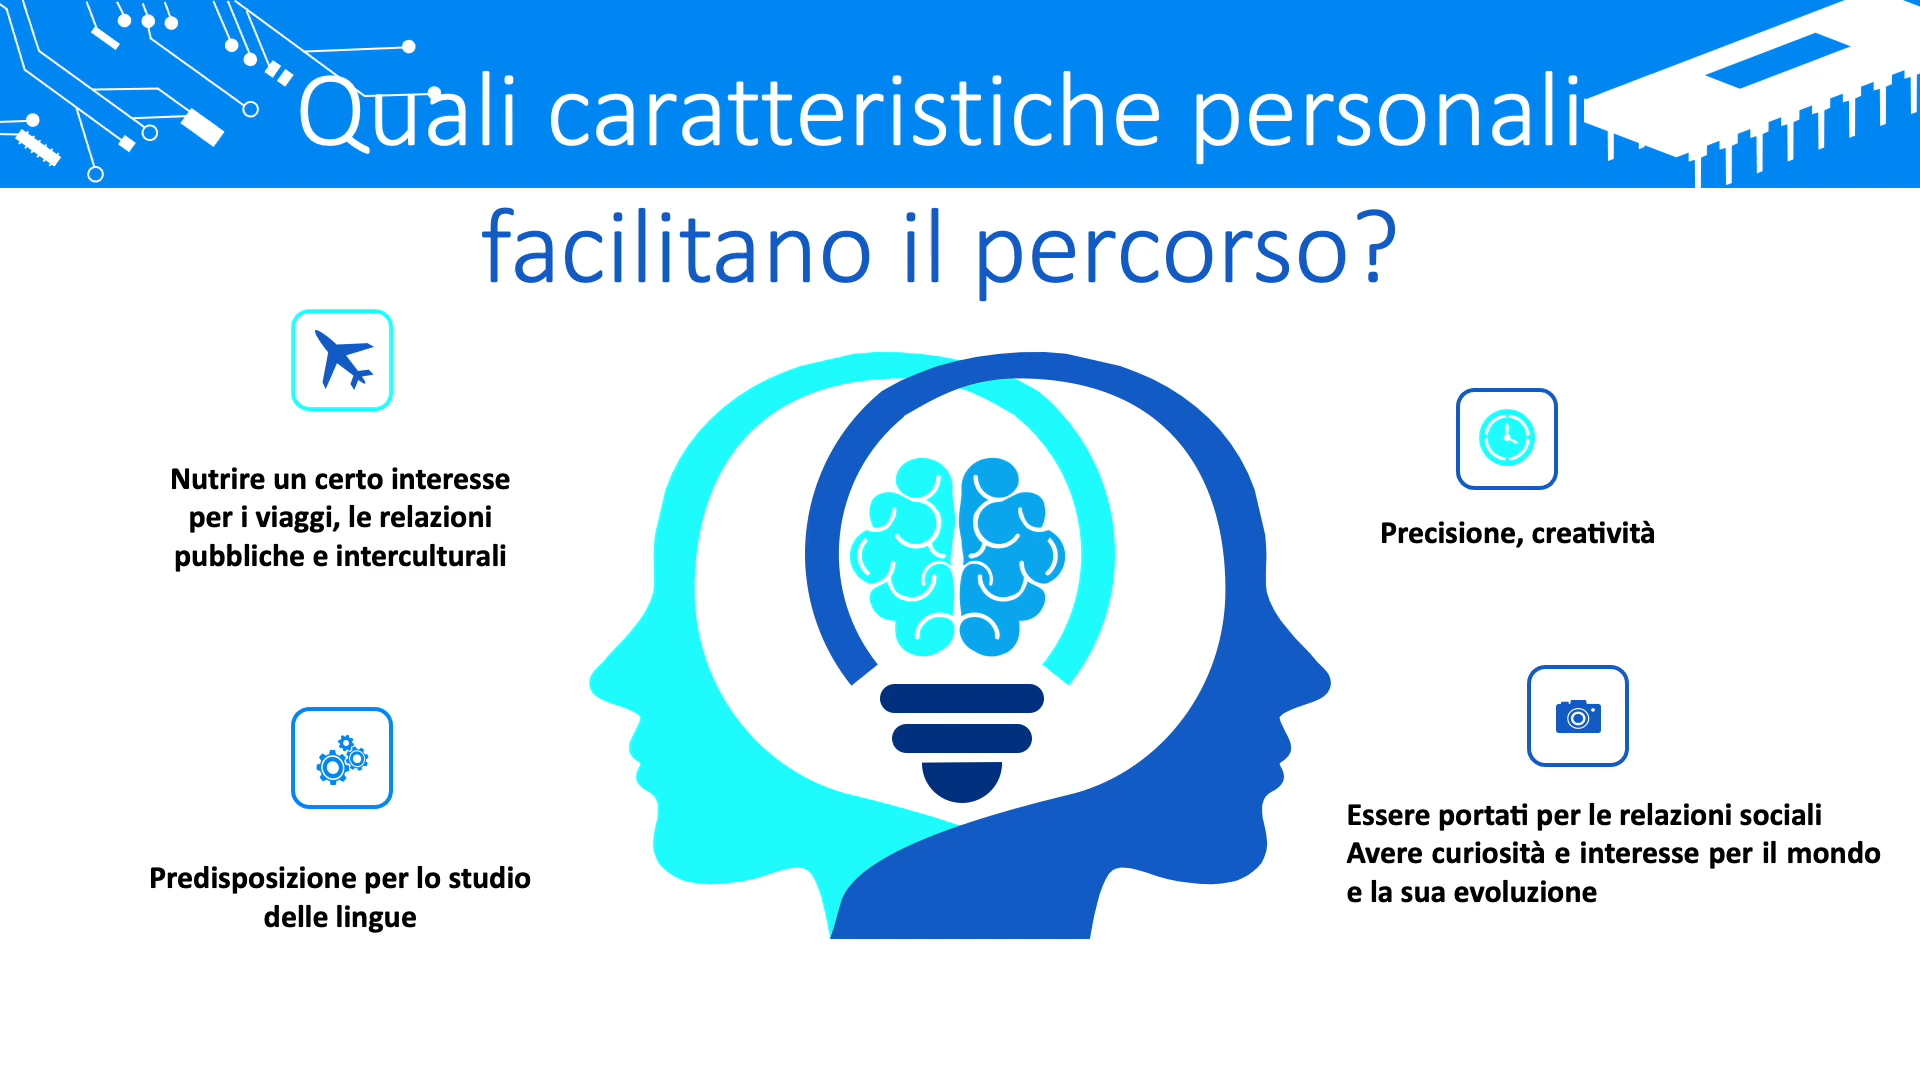 Quali caratteristiche personali
facilitano il percorso?
Nutrire un certo interesse
per i viaggi, le relazioni
pubbliche e interculturali
Predisposizione per lo studio
delle lingue
Precisione, creatività
Essere portati per le relazioni sociali
Avere curiosità e interesse per il mondo
e la sua evoluzione